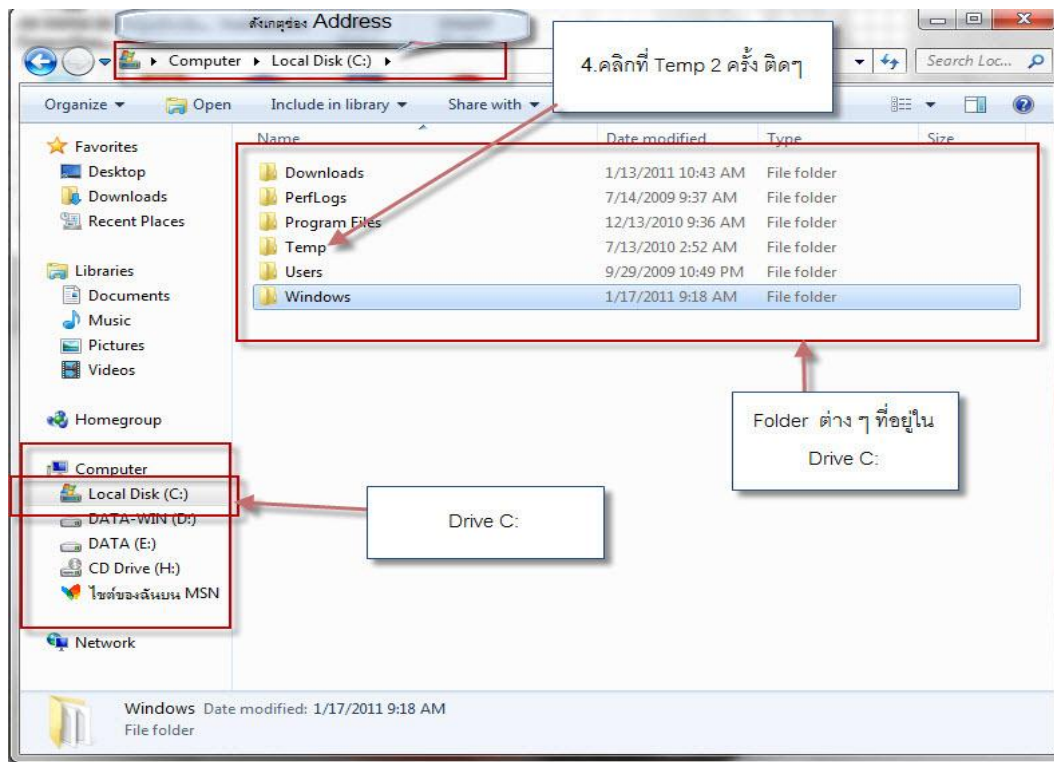 สังเกตุช่อง Address
Computer Local Disk (C:)
Search Loc...
4.คลิกที่ Temp 2 ครั้ง ติดๆ
Organize Open Include in library Share with
Name Date modified Type Size
Favorites
Desktop
Downloads
Recent Places
Libraries
Documents
Music
Pictures
Videos
Homegroup
Computer
Local Disk (C:)
DATA-WIN (D:)
DATA (E:)
CD Drive (H:)
ไซต์ของฉันบน MSN
Network
Downloads 1/13/2011 10:43 AM File folder
PerfLogs 7/14/2009 9:37 AM File folder
Program Files 12/13/2010 9:36 AM File folder
Temp 7/13/2010 2:52 AM File folder
Users 9/29/2009 10:49 PM File folder
Windows 1/17/2011 9:18 AM File folder
Folder ต่าง ๆ ที่อยู่ใน
Drive C:
Drive C:
Windows Date modified: 1/17/2011 9:18 AM
File folder